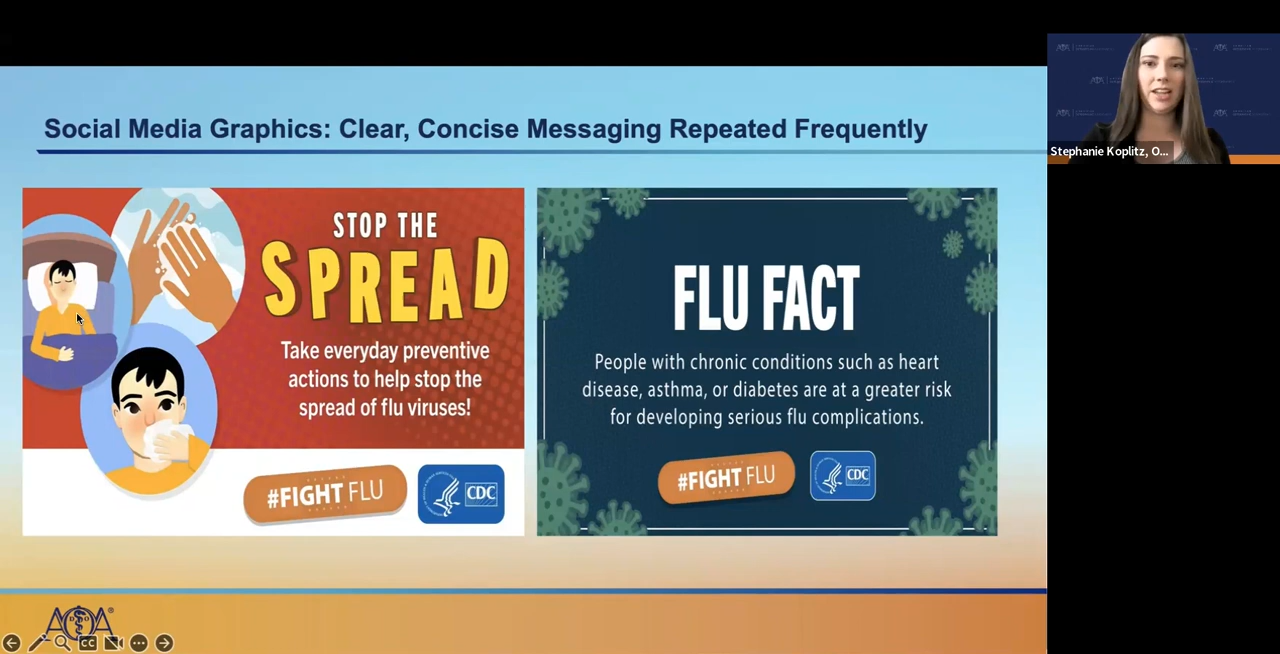 Social Media Graphics: Clear, Concise Messaging Repeated Frequently
STOP THE
SPREAD
Take everyday preventive
actions to help stop the
spread of flu viruses!
#FIGHT FLU
CDC
FLU FACT
People with chronic conditions such as heart
disease, asthma, or diabetes are at a greater risk
for developing serious flu complications.
#FIGHT FLU
CDC
AOA®
CC
Stephanie Koplitz, O...